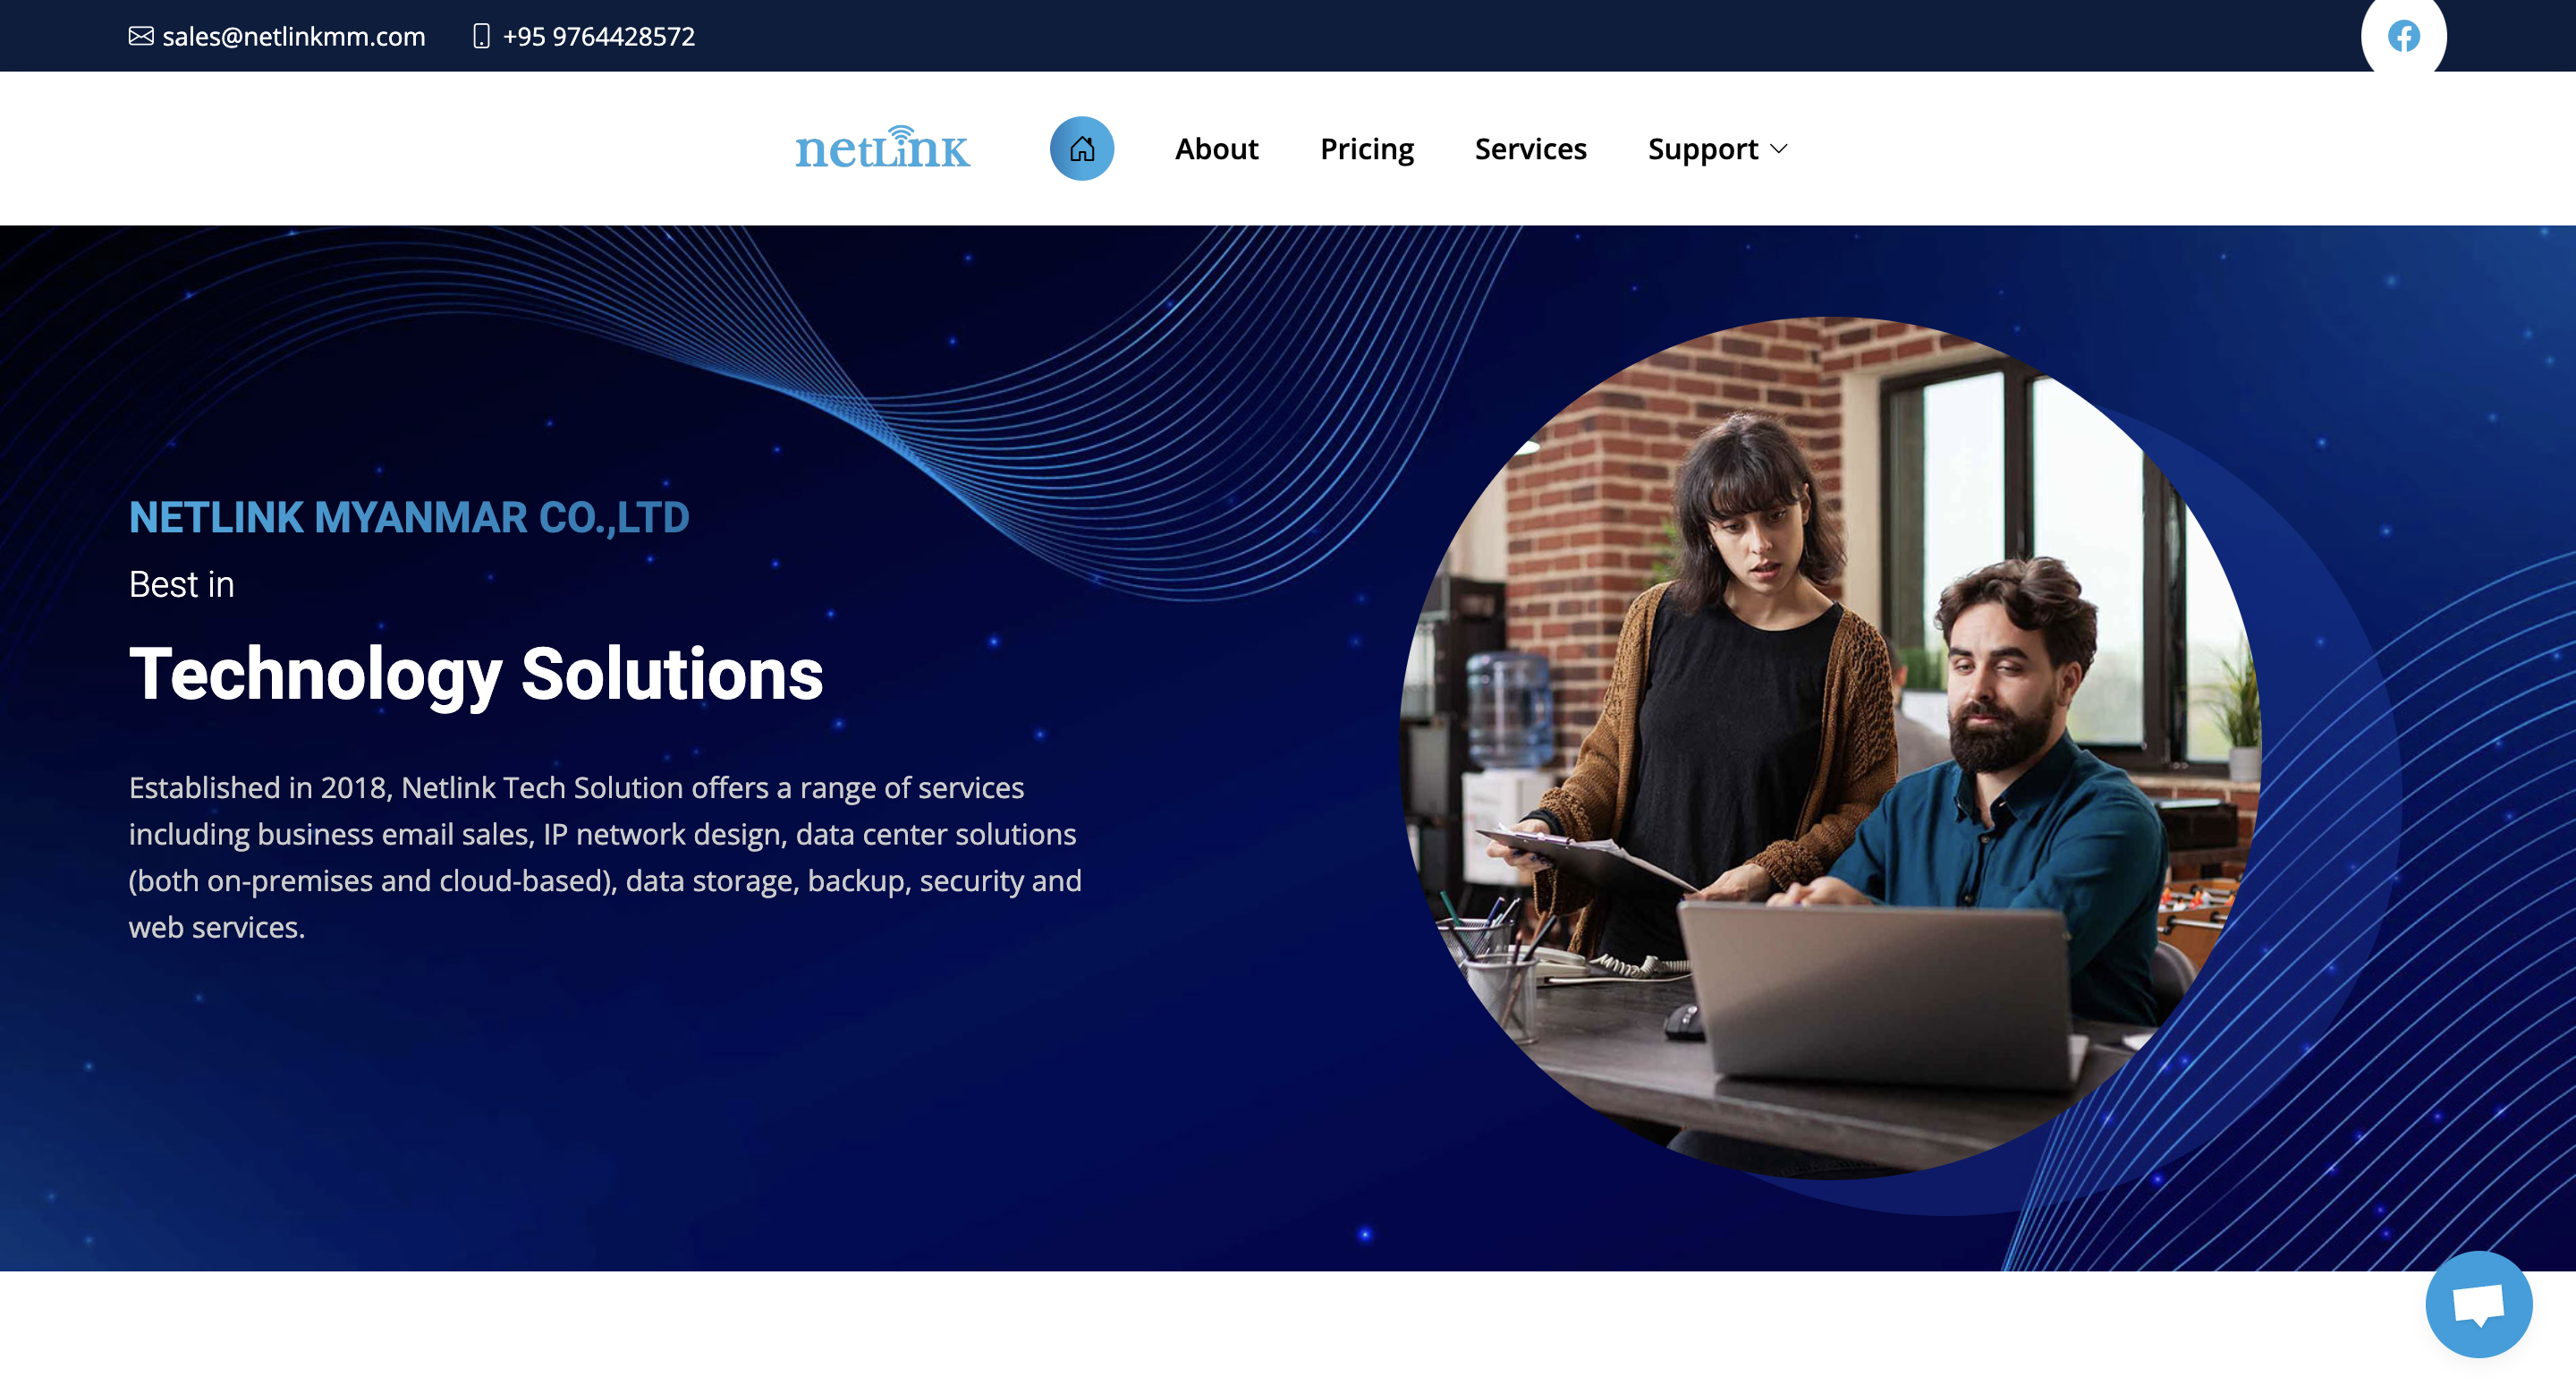 sales@netlinkmm.com
+95 9764428572
netLinK
About
Pricing
Services
Support
NETLINK MYANMAR CO.,LTD
Best in
Technology Solutions
Established in 2018, Netlink Tech Solution offers a range of services
including business email sales, IP network design, data center solutions
(both on-premises and cloud-based), data storage, backup, security and
web services.